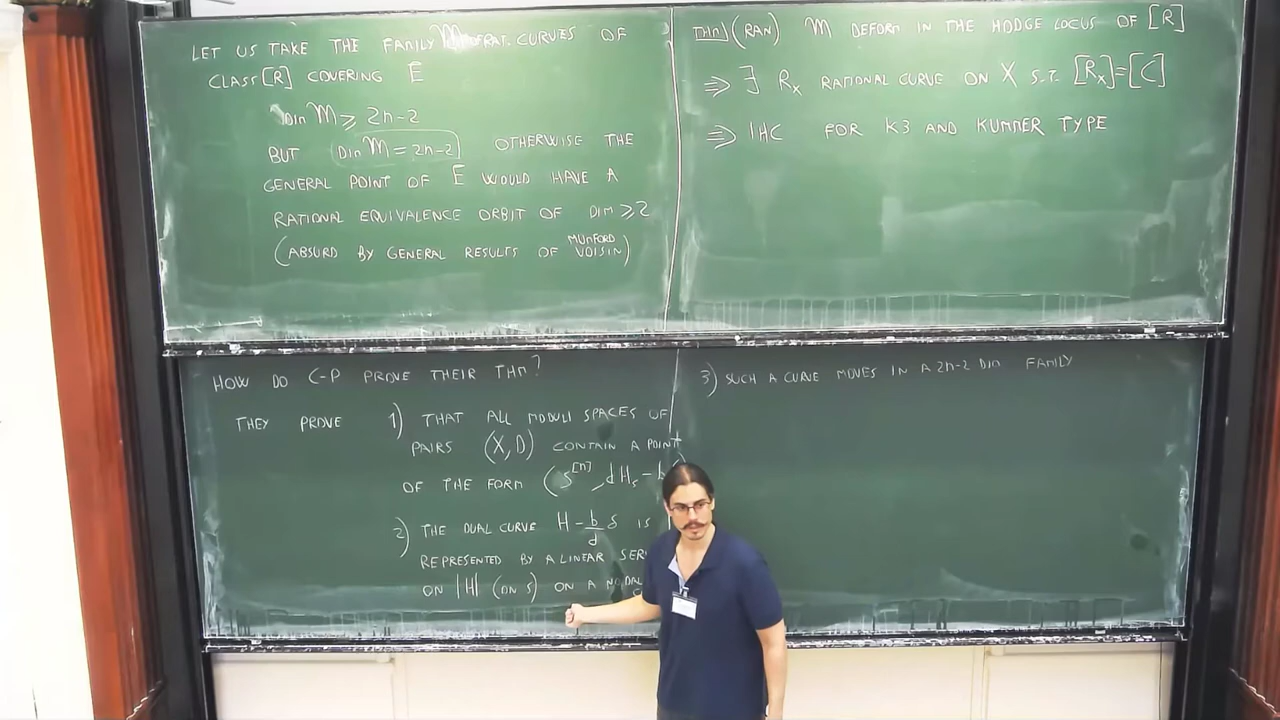 LET US TAKE THE FAMILY M OF RAT. CURVES OF
CLASS [R] COVERING E
DIM M ≥ 2n-2
BUT DIM M = 2n-2 OTHERWISE THE
GENERAL POINT OF E WOULD HAVE A
RATIONAL EQUIVALENCE ORBIT OF DIM ≥ 2
(ABSURD BY GENERAL RESULTS OF MUMFORD VOISIN)
THM) (RAN) M DEFORM IN THE HODGE LOCUS OF [R]
⇒ ∃ Rx RATIONAL CURVE ON X S.T. [Rx]=[C]
⇒ IHC FOR K3 AND KUMMER TYPE
HOW DO C-P PROVE THEIR THM?
THEY PROVE 1) THAT ALL MODULI SPACES OF
PAIRS (X,D) CONTAIN A POINT
OF THE FORM (S^[n], dH_S -
2) THE DUAL CURVE H - b/d δ IS
REPRESENTED BY A LINEAR
ON |H| (ON S) ON A NODAL
3) SUCH A CURVE MOVES IN A 2n-2 DIM FAMILY